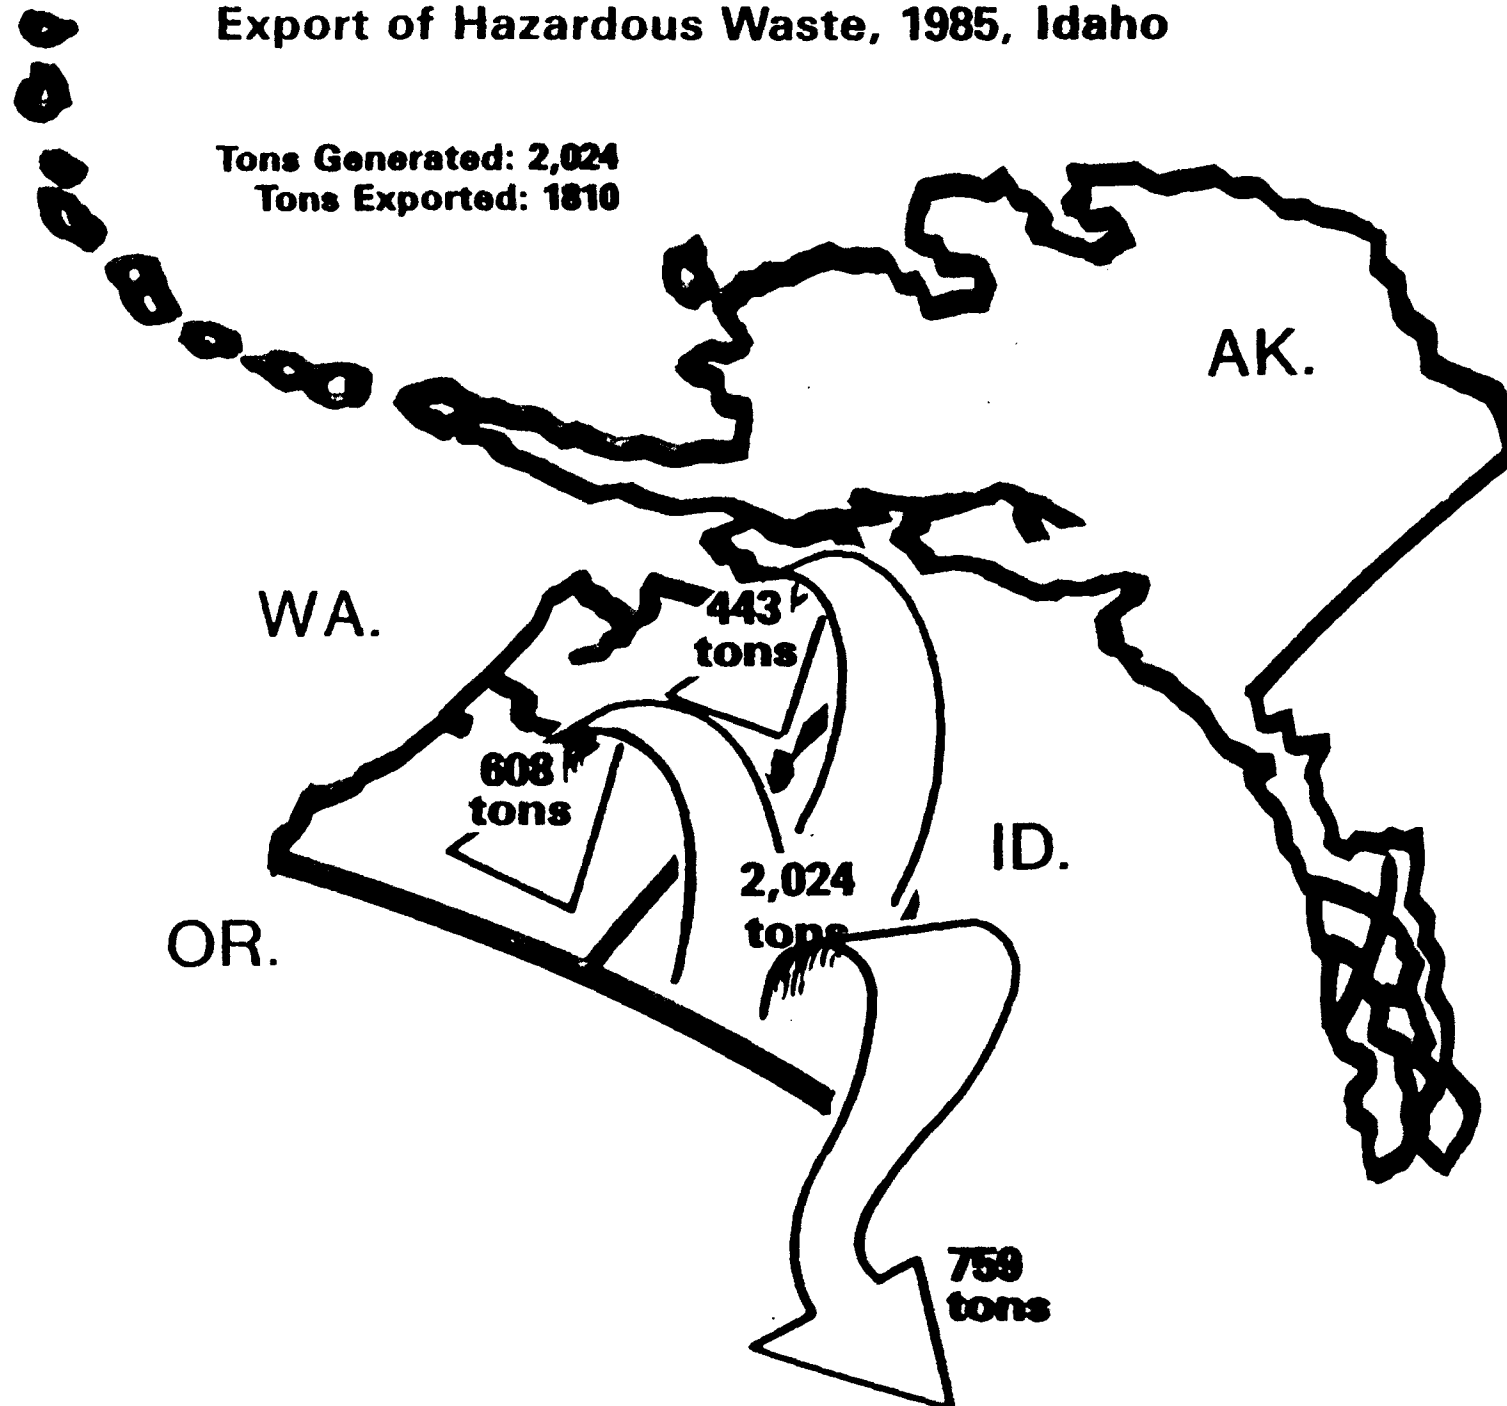 Export of Hazardous Waste, 1985, Idaho
Tons Generated: 2,024
Tons Exported: 1810
AK.
WA.
443
tons
608
tons
ID.
2,024
tons
OR.
759
tons